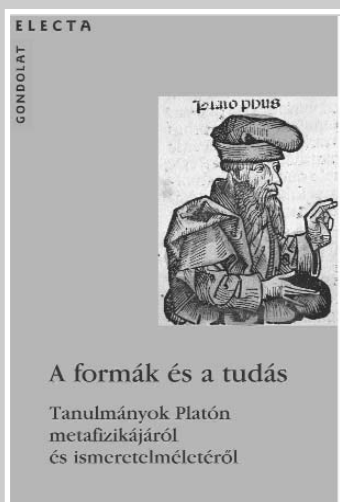 ELECTA
GONDOLAT
A formák és a tudás
Tanulmányok Platón
metafizikájáról
és ismeretelméletéről